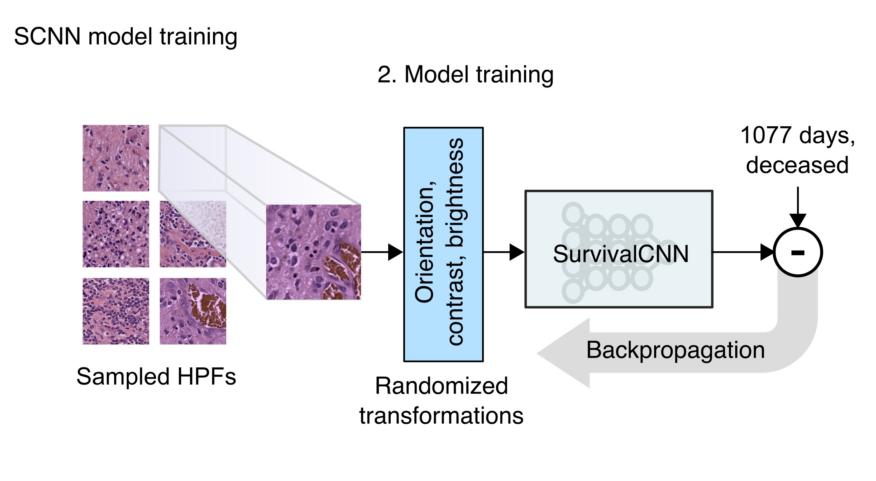 SCNN model training
2. Model training
1077 days,
deceased
Orientation,
contrast, brightness
SurvivalCNN
-
Backpropagation
Sampled HPFs
Randomized
transformations